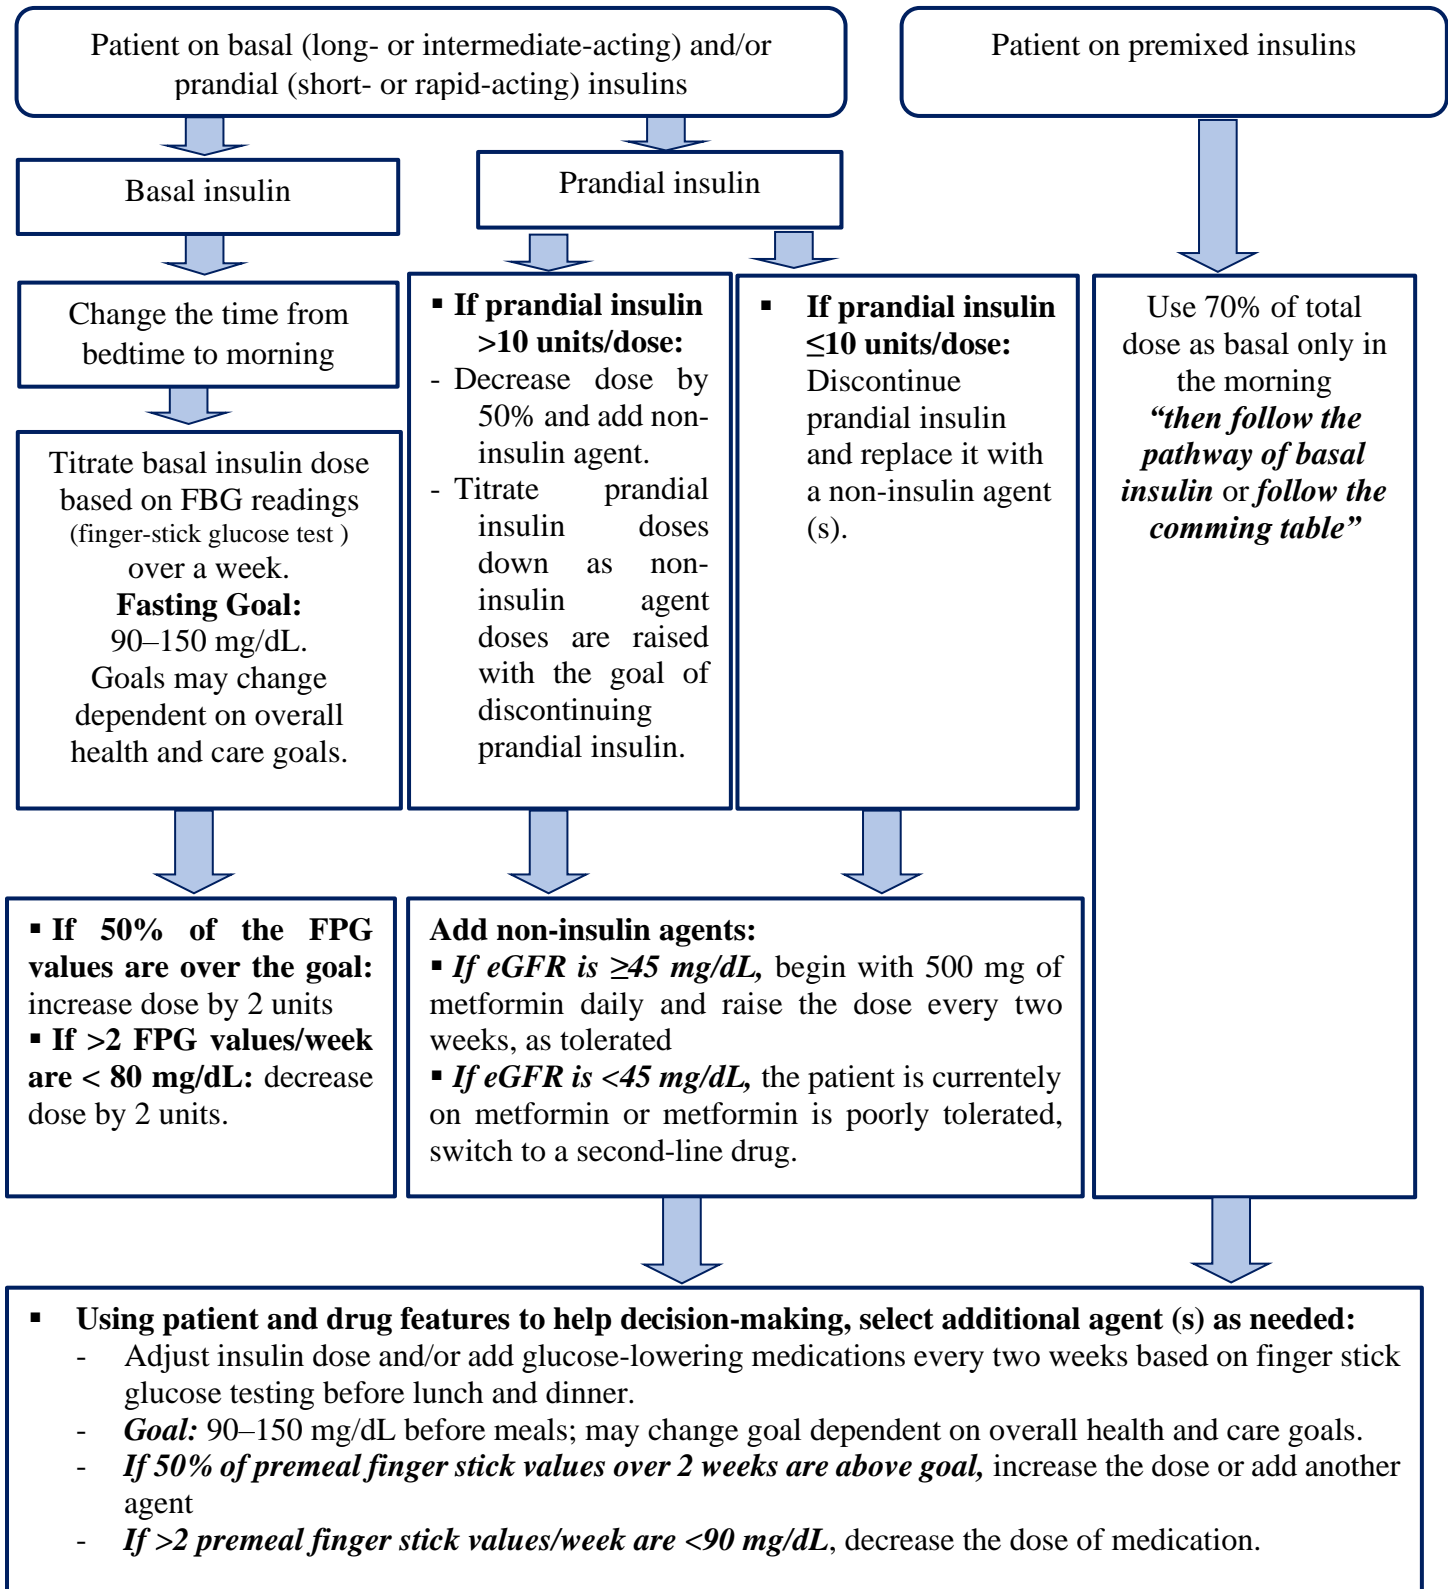 Patient on basal (long- or intermediate-acting) and/or
prandial (short- or rapid-acting) insulins
Patient on premixed insulins
Basal insulin
Prandial insulin
Change the time from
bedtime to morning
▪ If prandial insulin
>10 units/dose:
- Decrease dose by
50% and add non-
insulin agent.
- Titrate prandial
insulin doses
down as non-
insulin agent
doses are raised
with the goal of
discontinuing
prandial insulin.
▪ If prandial insulin
≤10 units/dose:
Discontinue
prandial insulin
and replace it with
a non-insulin agent
(s).
Use 70% of total
dose as basal only in
the morning
“then follow the
pathway of basal
insulin or follow the
comming table”
Titrate basal insulin dose
based on FBG readings
(finger-stick glucose test )
over a week.
Fasting Goal:
90–150 mg/dL.
Goals may change
dependent on overall
health and care goals.
▪ If 50% of the FPG
values are over the goal:
increase dose by 2 units
▪ If >2 FPG values/week
are < 80 mg/dL: decrease
dose by 2 units.
Add non-insulin agents:
▪ If eGFR is ≥45 mg/dL, begin with 500 mg of
metformin daily and raise the dose every two
weeks, as tolerated
▪ If eGFR is <45 mg/dL, the patient is currentely
on metformin or metformin is poorly tolerated,
switch to a second-line drug.
▪ Using patient and drug features to help decision-making, select additional agent (s) as needed:
- Adjust insulin dose and/or add glucose-lowering medications every two weeks based on finger stick
glucose testing before lunch and dinner.
- Goal: 90–150 mg/dL before meals; may change goal dependent on overall health and care goals.
- If 50% of premeal finger stick values over 2 weeks are above goal, increase the dose or add another
agent
- If >2 premeal finger stick values/week are <90 mg/dL, decrease the dose of medication.